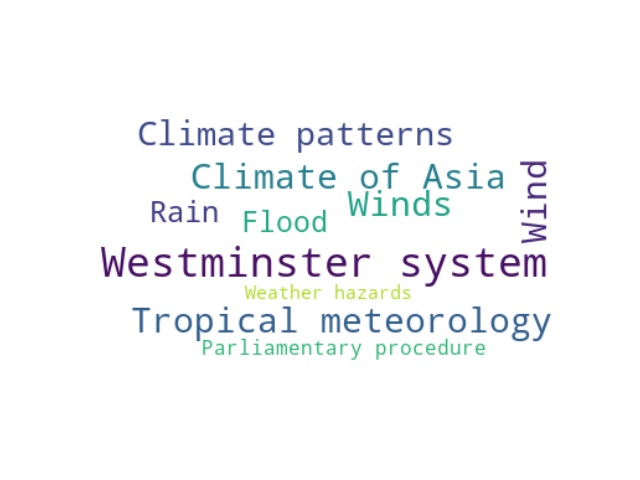 Climate patterns
Climate of Asia
Wind
Winds
Rain
Flood
Westminster system
Weather hazards
Tropical meteorology
Parliamentary procedure